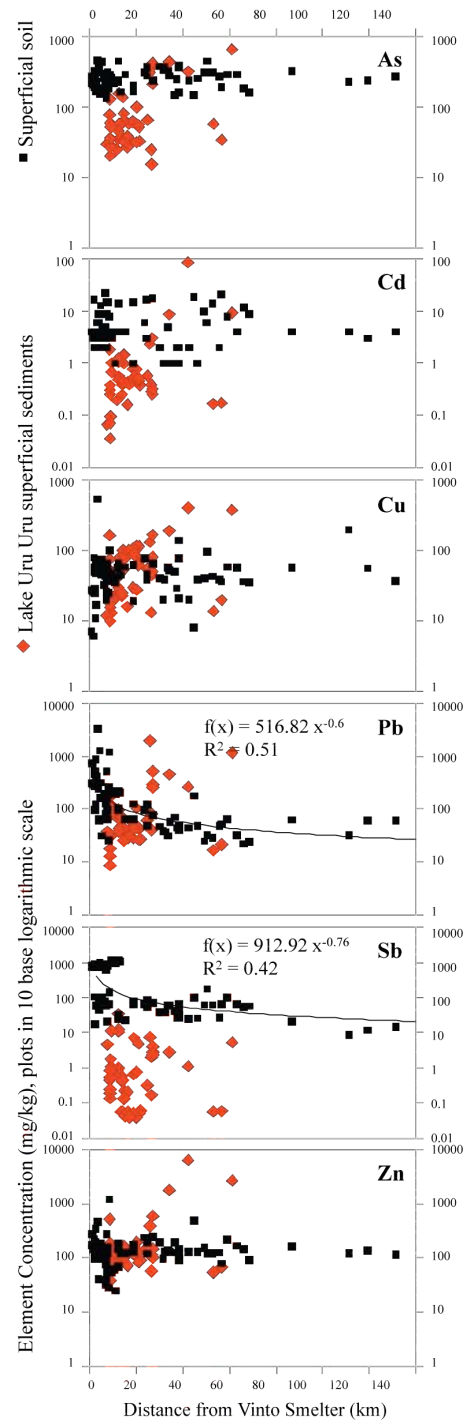 0 20 40 60 80 100 120 140
1000 As 1000
100 100
10 10
1 1
100 Cd 100
10 10
1 1
0.1 0.1
0.01 0.01
1000 Cu 1000
100 100
10 10
1 1
10000 f(x) = 516.82 x^-0.6 Pb 10000
R² = 0.51
1000 1000
100 100
10 10
1 1
10000 f(x) = 912.92 x^-0.76 Sb 10000
R² = 0.42
1000 1000
100 100
10 10
1 1
0.1 0.1
0.01 0.01
10000 Zn 10000
1000 1000
100 100
10 10
1 1
0 20 40 60 80 100 120 140
Distance from Vinto Smelter (km)
Element Concentration (mg/kg), plots in 10 base logarithmic scale
Lake Uru Uru superficial sediments
Superficial soil